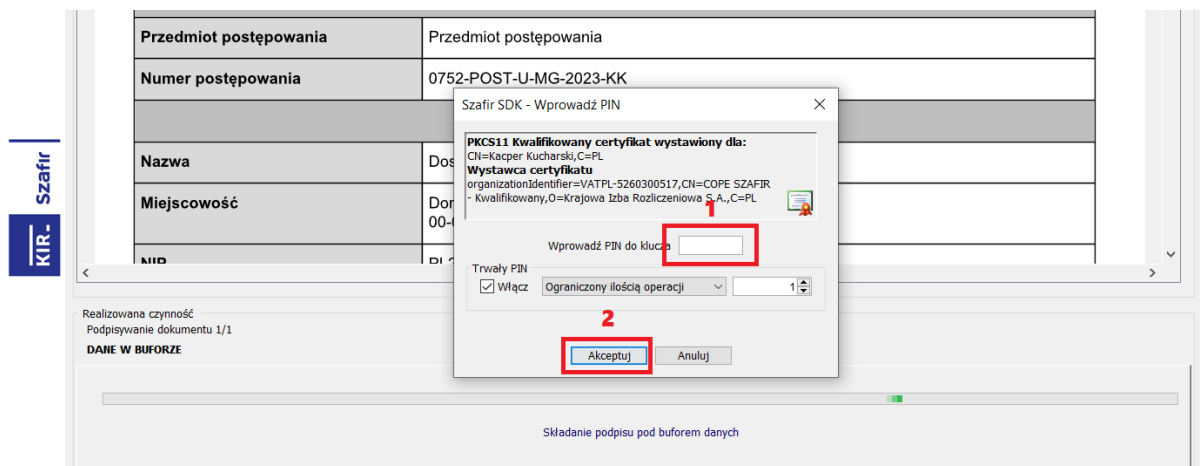 Przedmiot postępowania Przedmiot postępowania
Numer postępowania 0752-POST-U-MG-2023-KK
Szafir SDK - Wprowadź PIN
PKCS11 Kwalifikowany certyfikat wystawiony dla:
CN=Kacper Kucharski,C=PL
Wystawca certyfikatu
organizationIdentifier=VATPL-5260300517,CN=COPE SZAFIR
- Kwalifikowany,O=Krajowa Izba Rozliczeniowa S.A.,C=PL
1
Wprowadź PIN do klucza
Trwały PIN
Włącz Ograniczony ilością operacji 1
2
Akceptuj Anuluj
Nazwa
Miejscowość
NIP
KIR Szafir
Realizowana czynność
Podpisywanie dokumentu 1/1
DANE W BUFORZE
Składanie podpisu pod buforem danych